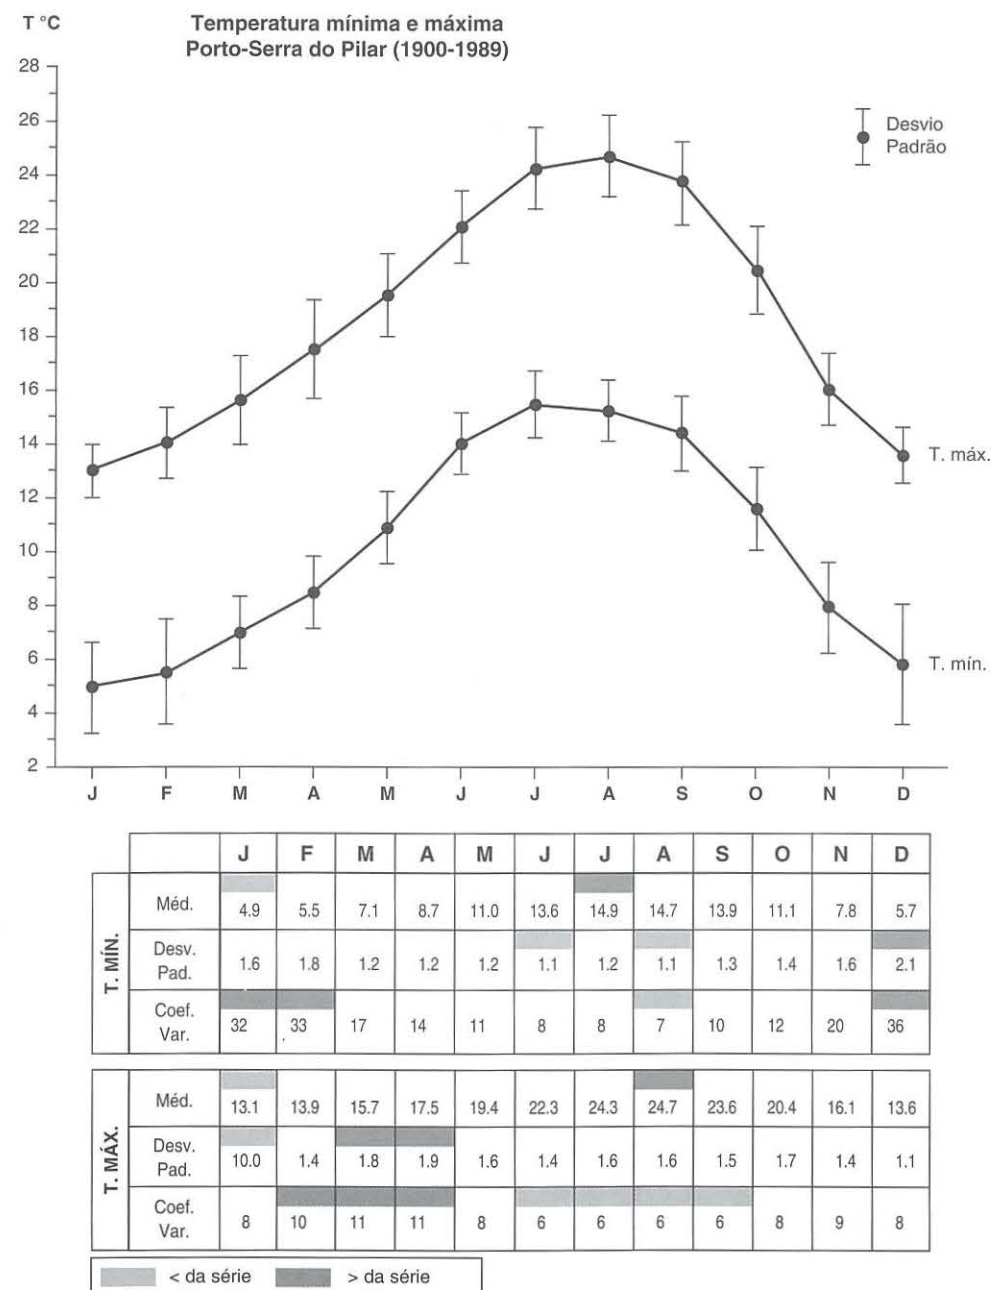 T °C
Temperatura mínima e máxima
Porto-Serra do Pilar (1900-1989)
28
26
24
22
20
18
16
14
12
10
8
6
4
2
Desvio
Padrão
T. máx.
T. mín.
J F M A M J J A S O N D
J F M A M J J A S O N D
T. MÍN.
Méd. 4.9 5.5 7.1 8.7 11.0 13.6 14.9 14.7 13.9 11.1 7.8 5.7
Desv.
Pad. 1.6 1.8 1.2 1.2 1.2 1.1 1.2 1.1 1.3 1.4 1.6 2.1
Coef.
Var. 32 33 17 14 11 8 8 7 10 12 20 36
T. MÁX.
Méd. 13.1 13.9 15.7 17.5 19.4 22.3 24.3 24.7 23.6 20.4 16.1 13.6
Desv.
Pad. 10.0 1.4 1.8 1.9 1.6 1.4 1.6 1.6 1.5 1.7 1.4 1.1
Coef.
Var. 8 10 11 11 8 6 6 6 6 8 9 8
< da série > da série